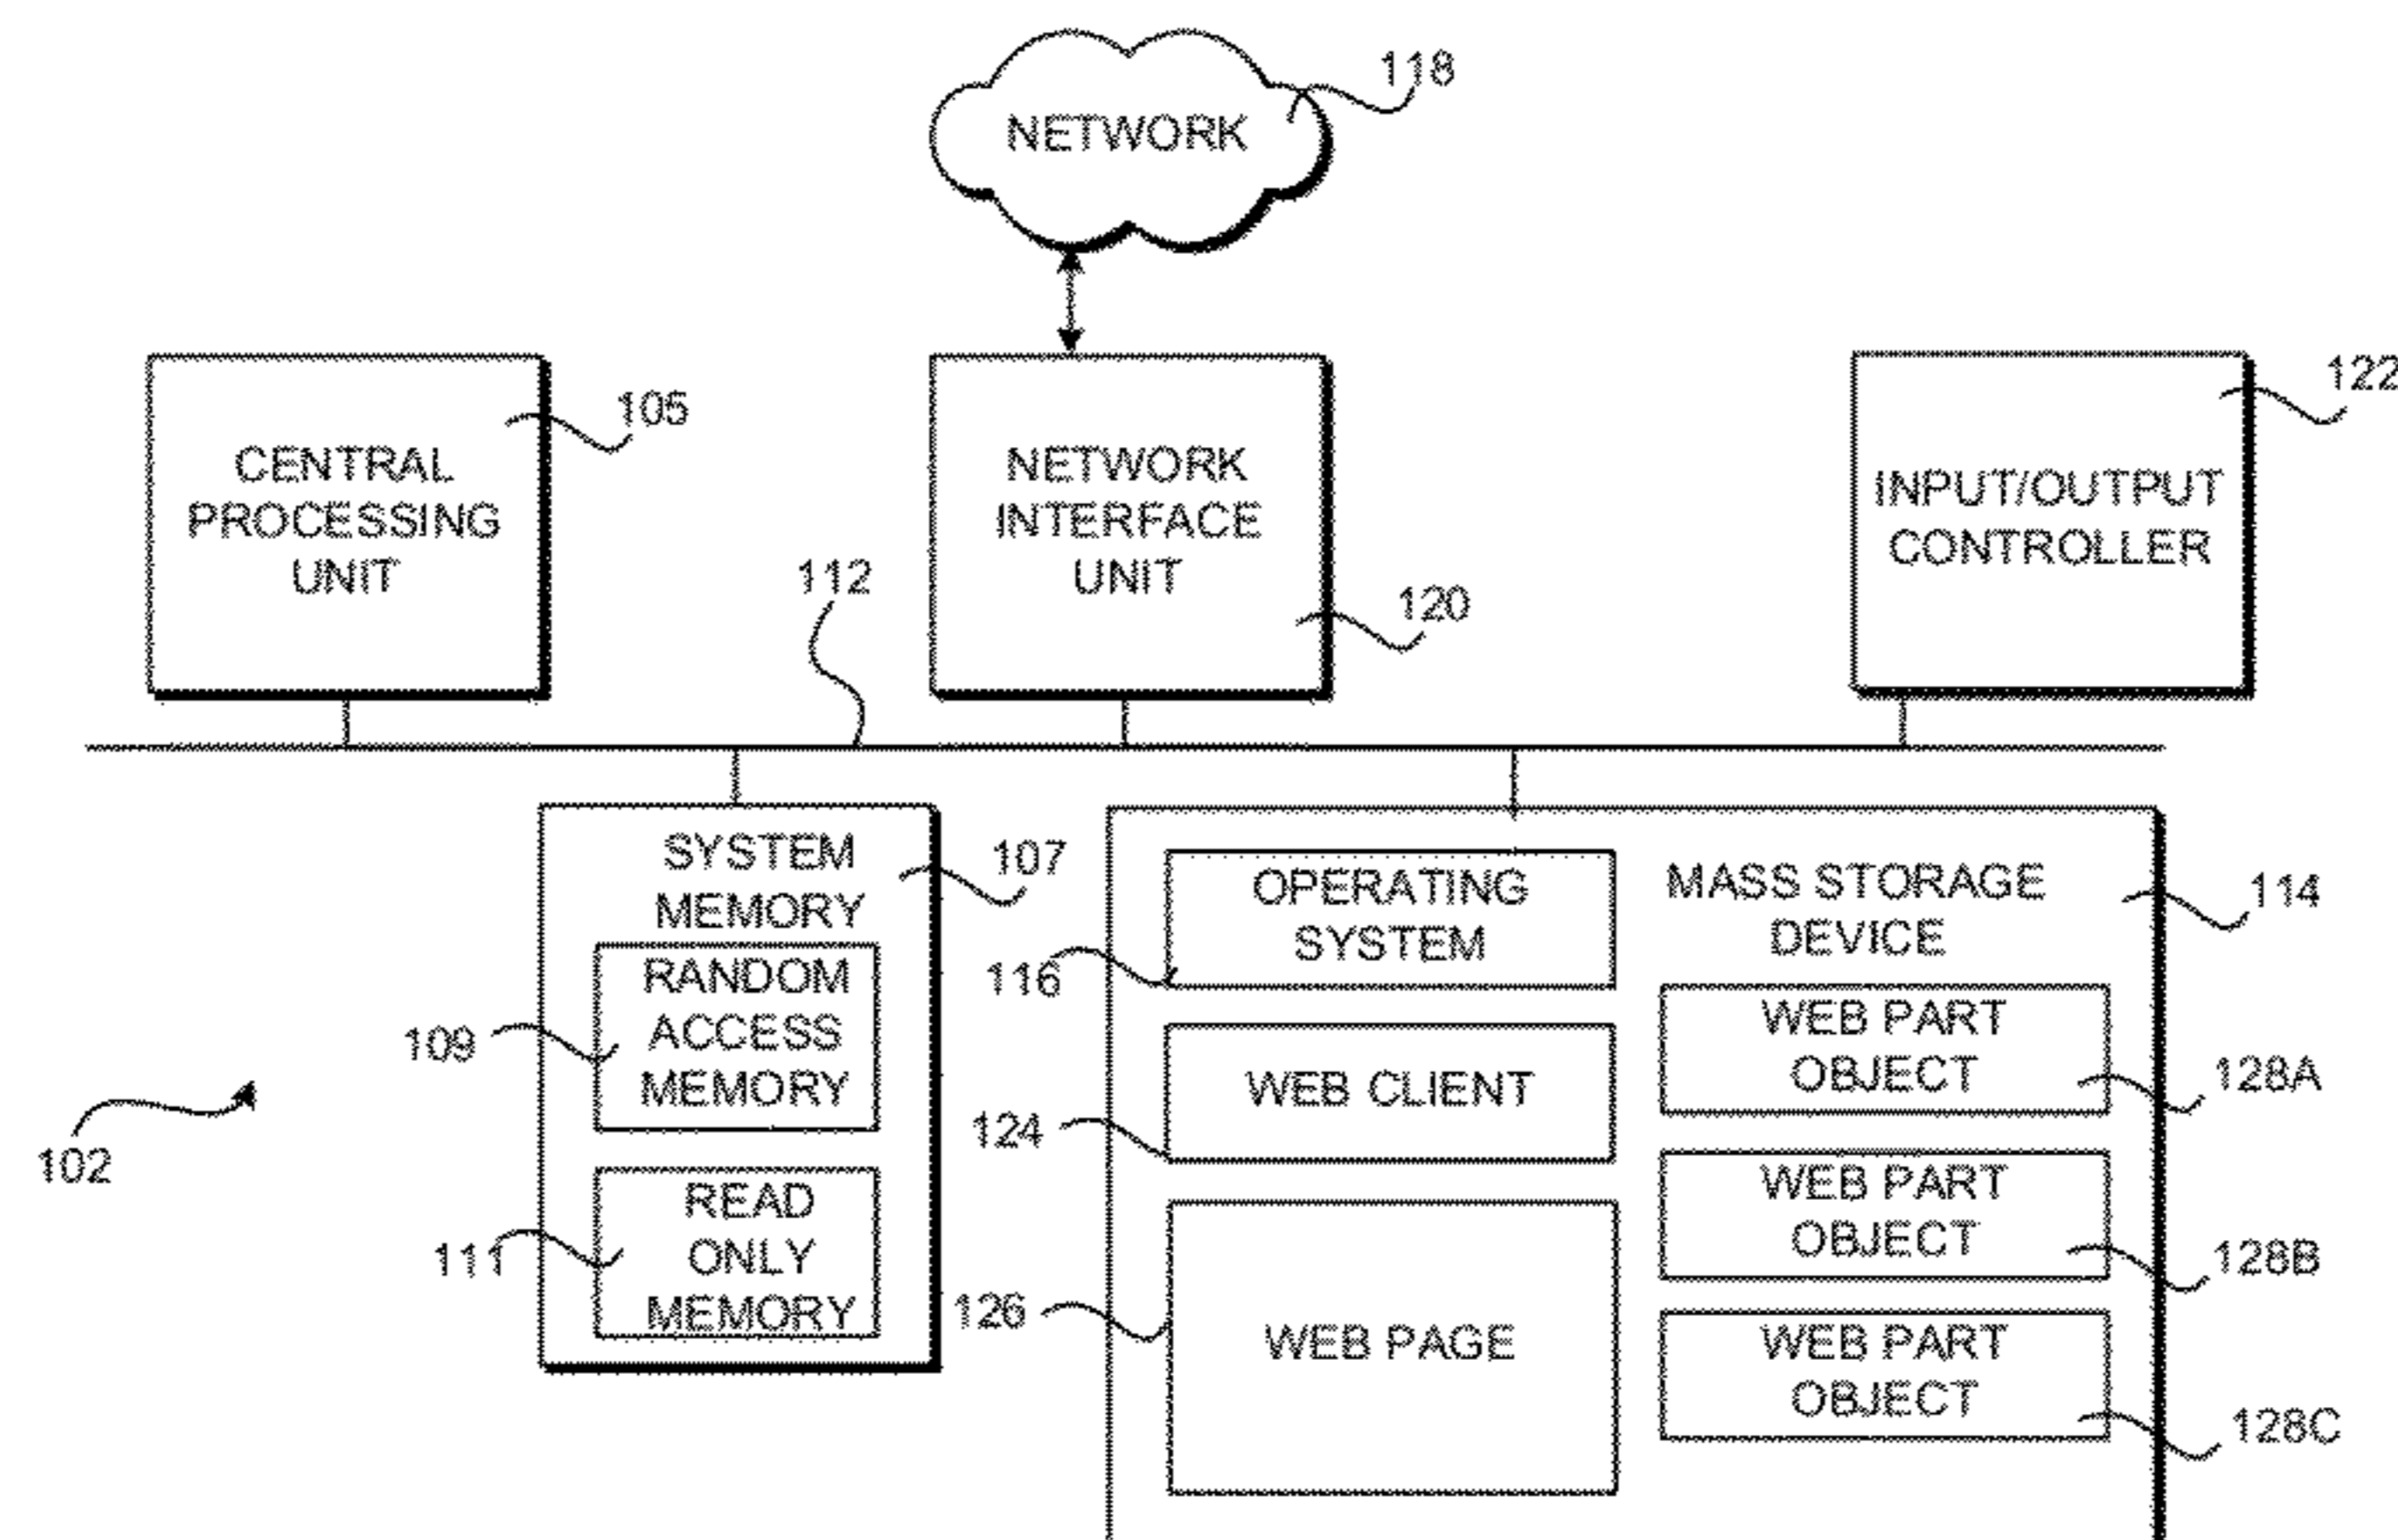 118
NETWORK
105
CENTRAL
PROCESSING
UNIT
NETWORK
INTERFACE
UNIT
120
122
INPUT/OUTPUT
CONTROLLER
112
SYSTEM
MEMORY
107
RANDOM
ACCESS
MEMORY
109
READ
ONLY
MEMORY
111
102
MASS STORAGE
DEVICE
114
OPERATING
SYSTEM
116
WEB CLIENT
124
WEB PAGE
126
WEB PART
OBJECT
128A
WEB PART
OBJECT
128B
WEB PART
OBJECT
128C